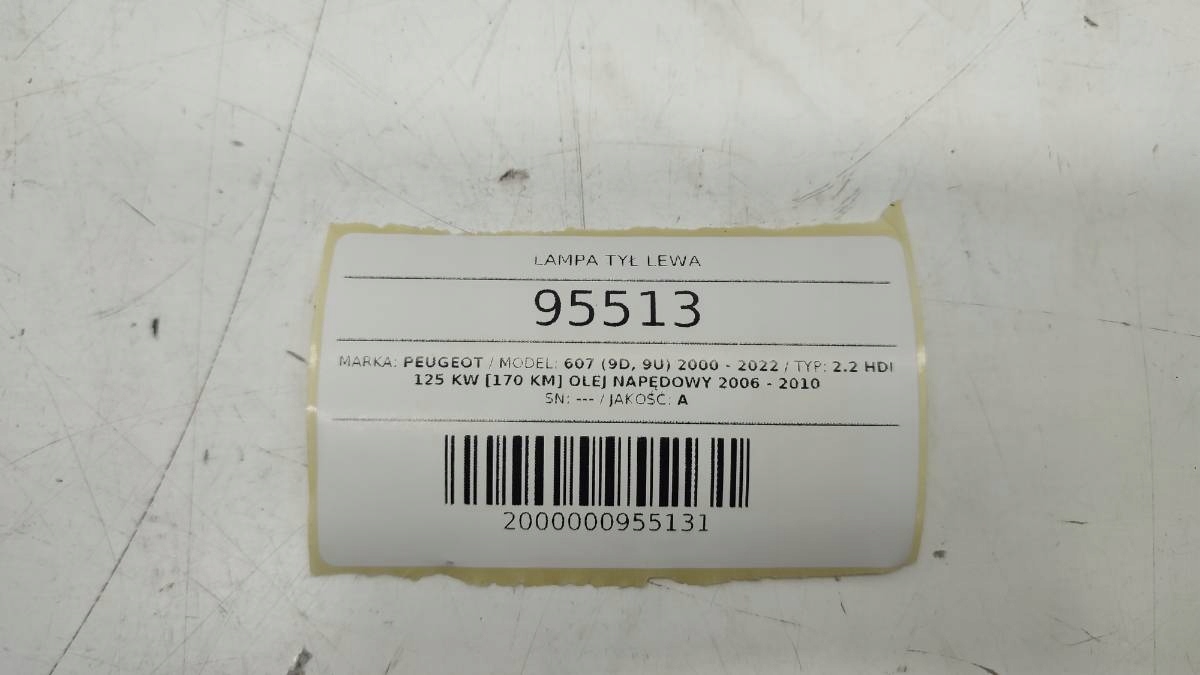 LAMPA TYŁ LEWA
95513
MARKA: PEUGEOT / MODEL: 607 (9D, 9U) 2000 - 2022 / TYP: 2.2 HDI
125 KW [170 KM] OLEJ NAPĘDOWY 2006 - 2010
SN: --- / JAKOŚĆ: A
2000000955131